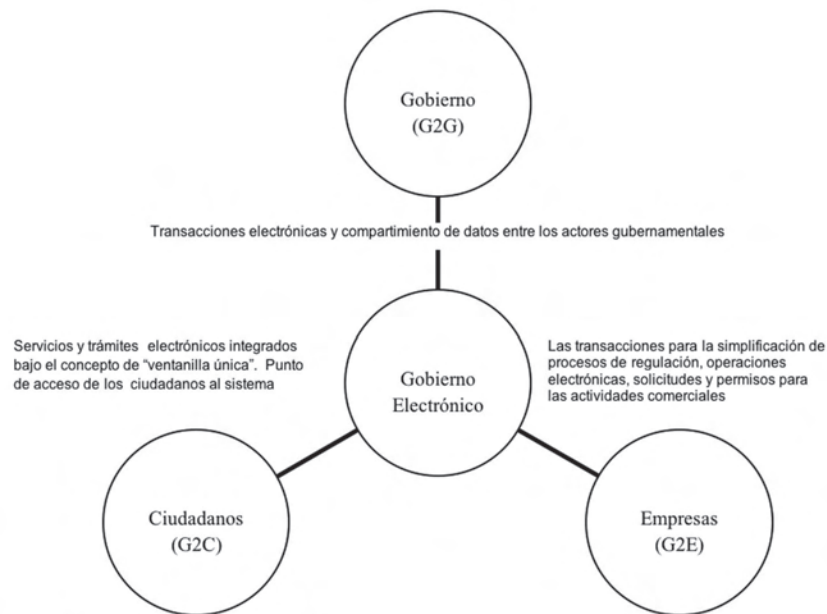 Gobierno
(G2G)
Transacciones electrónicas y compartimiento de datos entre los actores gubernamentales
Servicios y trámites electrónicos integrados
bajo el concepto de “ventanilla única”. Punto
de acceso de los ciudadanos al sistema
Gobierno
Electrónico
Las transacciones para la simplificación de
procesos de regulación, operaciones
electrónicas, solicitudes y permisos para
las actividades comerciales
Ciudadanos
(G2C)
Empresas
(G2E)